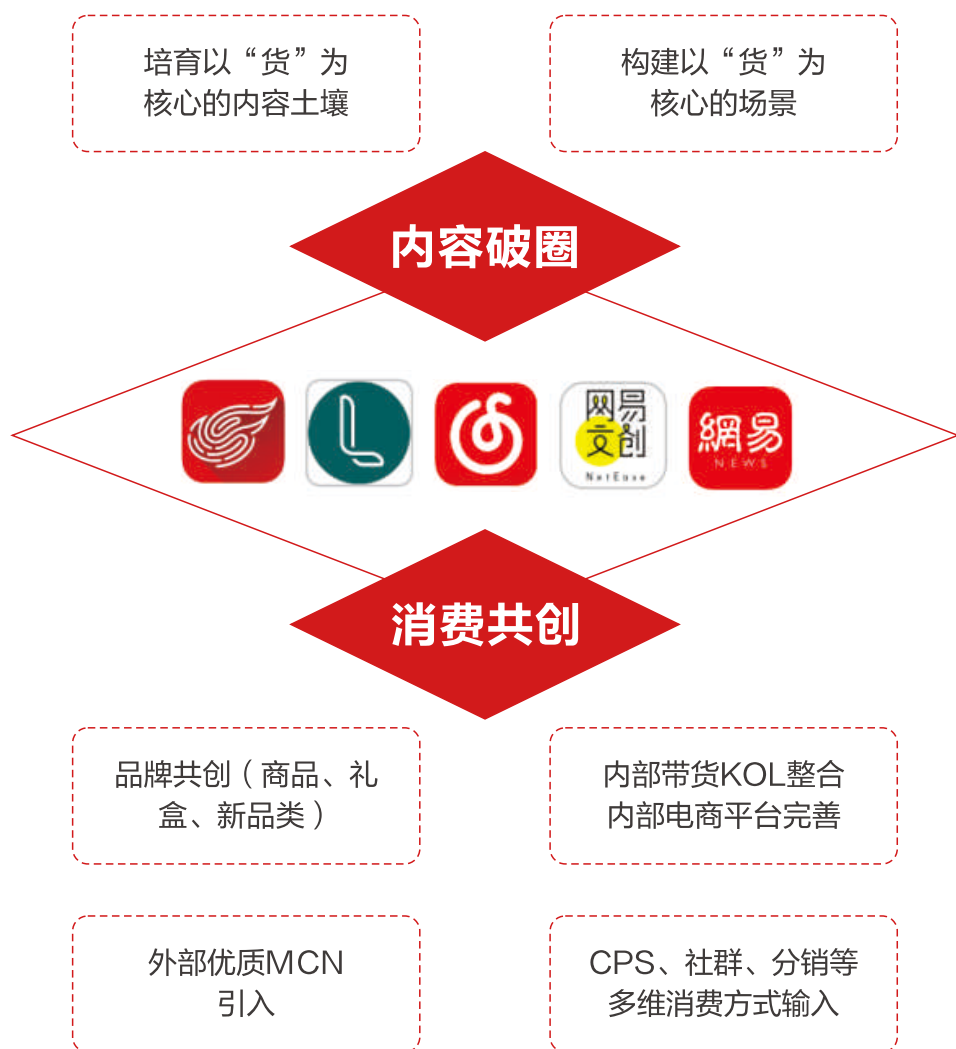 培育以“货”为
核心的内容土壤
构建以“货”为
核心的场景
内容破圈
网易
文创
NetEase
網易
NEWS
消费共创
品牌共创（商品、礼
盒、新品类）
内部带货KOL整合
内部电商平台完善
外部优质MCN
引入
CPS、社群、分销等
多维消费方式输入